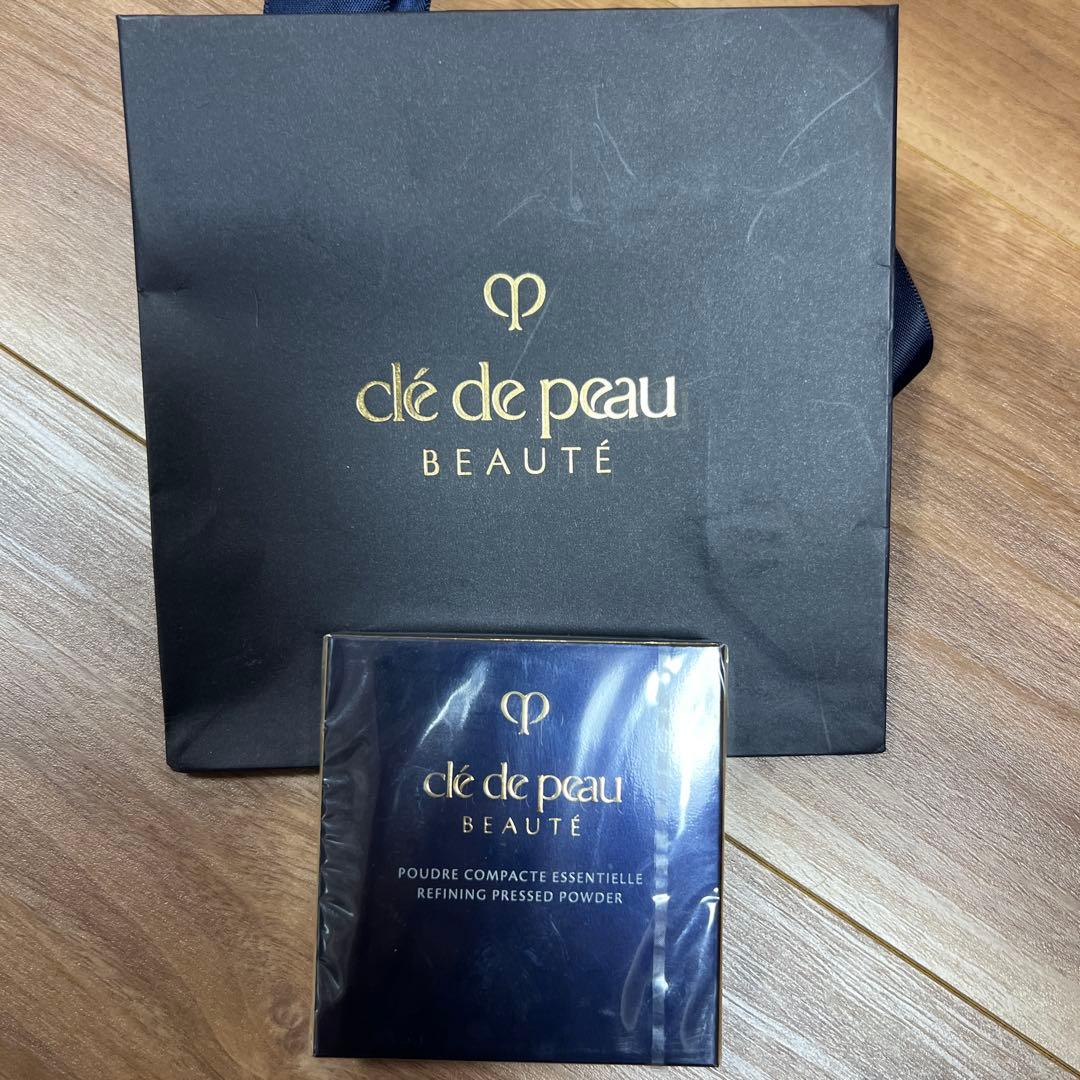 clé de peau
BEAUTÉ
clé de peau
BEAUTÉ
POUDRE COMPACTE ESSENTIELLE
REFINING PRESSED POWDER